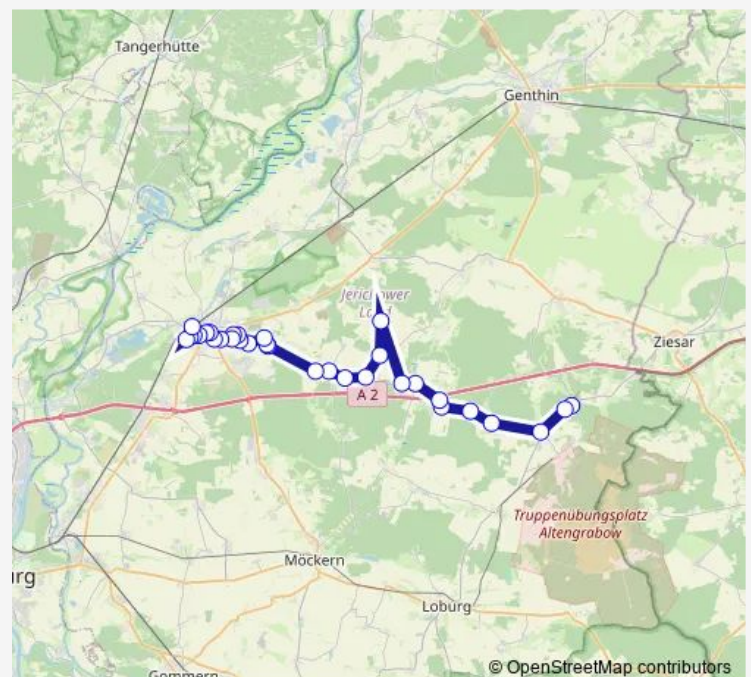 Tangerhütte
Genthin
Jerichower
Land
Ziesar
A 2
Truppenübungsplatz
Altengrabow
urg
Möckern
Loburg
Gommern
© OpenStreetMap contributors